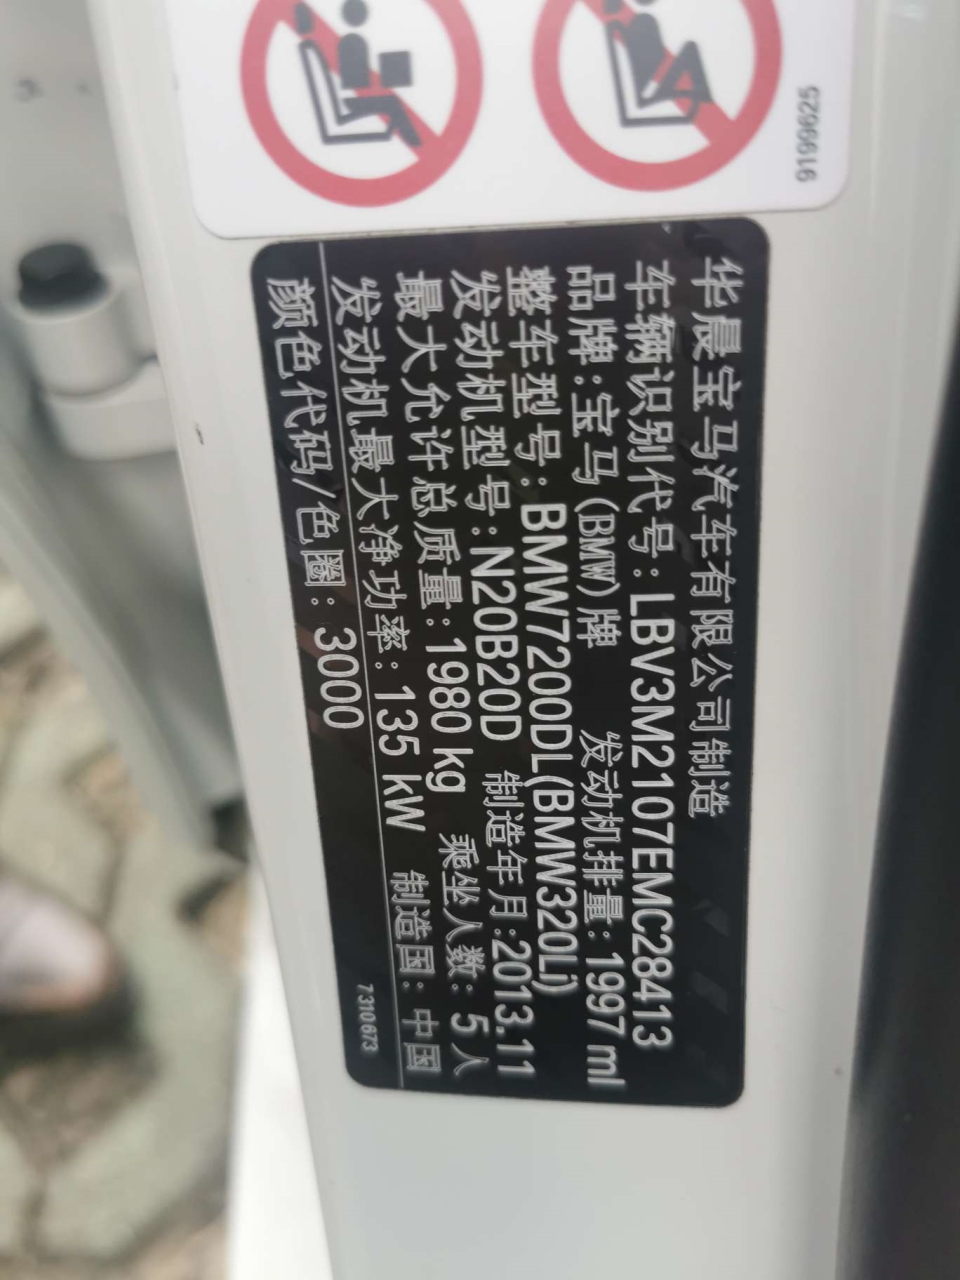 9199625
华晨宝马汽车有限公司制造
车辆识别代号:LBV3M2107EMC28413
品牌:宝马(BMW)牌 发动机排量:1997 ml
整车型号:BMW7200DL(BMW320Li)
发动机型号:N20B20D 制造年月:2013.11
最大允许总质量:1980 kg 乘坐人数:5人
发动机最大净功率:135 kW 制造国:中国
颜色代码/色圈:3000
7310673